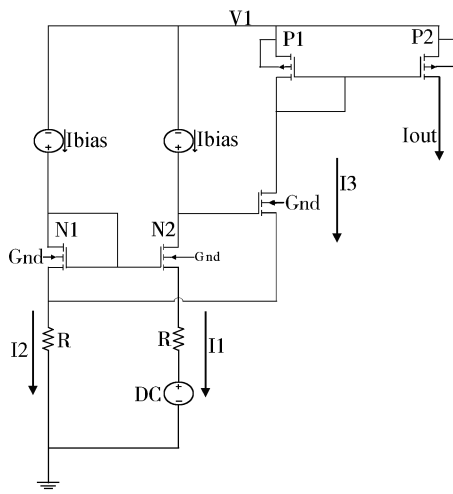 V1
P1
P2
Ibias
Ibias
Iout
I3
Gnd
N1
N2
Gnd
Gnd
I2
R
R
I1
DC